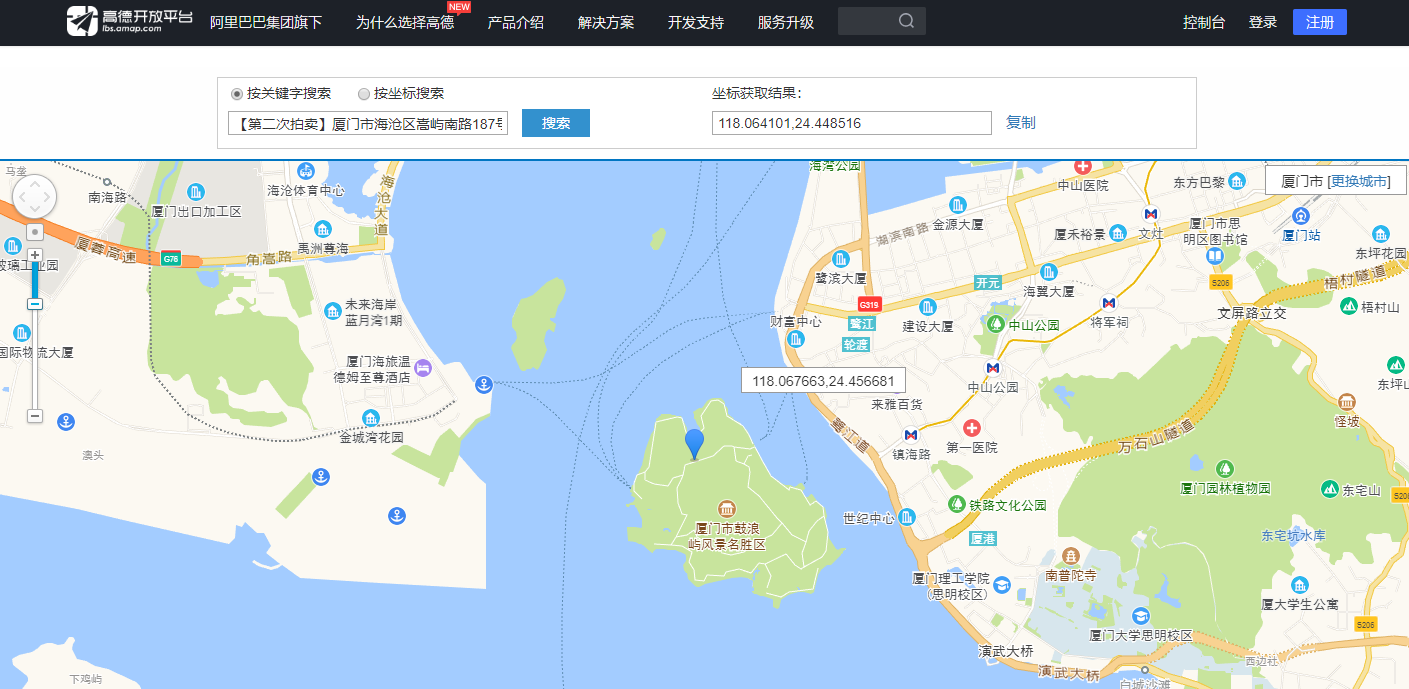 高德开放平台
lbs.amap.com
阿里巴巴集团旗下
为什么选择高德
NEW
产品介绍
解决方案
开发支持
服务升级
控制台
登录
注册
按关键字搜索
按坐标搜索
坐标获取结果：
【第二次拍卖】厦门市海沧区嵩屿南路187号
搜索
118.064101,24.448516
复制
厦门市 [更换城市]
马垄
南海路
厦门出口加工区
海沧体育中心
海沧大道
禹洲尊海
厦蓉高速
G76
角嵩路
玻璃工业园
未来海岸
蓝月湾1期
国际物流大厦
厦门海旅温
德姆至尊酒店
金城湾花园
澳头
海湾公园
中山医院
东方巴黎
金源大厦
湖滨南路
厦禾裕景
文灶
厦门市思
明区图书馆
厦门站
东坪花园
鹭滨大厦
开元
海翼大厦
S206
梧村隧道
G319
财富中心
鹭江
建设大厦
中山公园
将军祠
文屏路立交
梧村山
轮渡
118.067663,24.456681
中山公园
东坪山
来雅百货
怪坡
鹭江道
镇海路
第一医院
万石山隧道
厦门园林植物园
东宅山
S206
铁路文化公园
世纪中心
厦港
东宅坑水库
厦门市鼓浪
屿风景名胜区
厦门理工学院
(思明校区)
南普陀寺
厦大学生公寓
S206
厦门大学思明校区
演武大桥
演武大桥
西边社
白城沙滩
下鸡屿